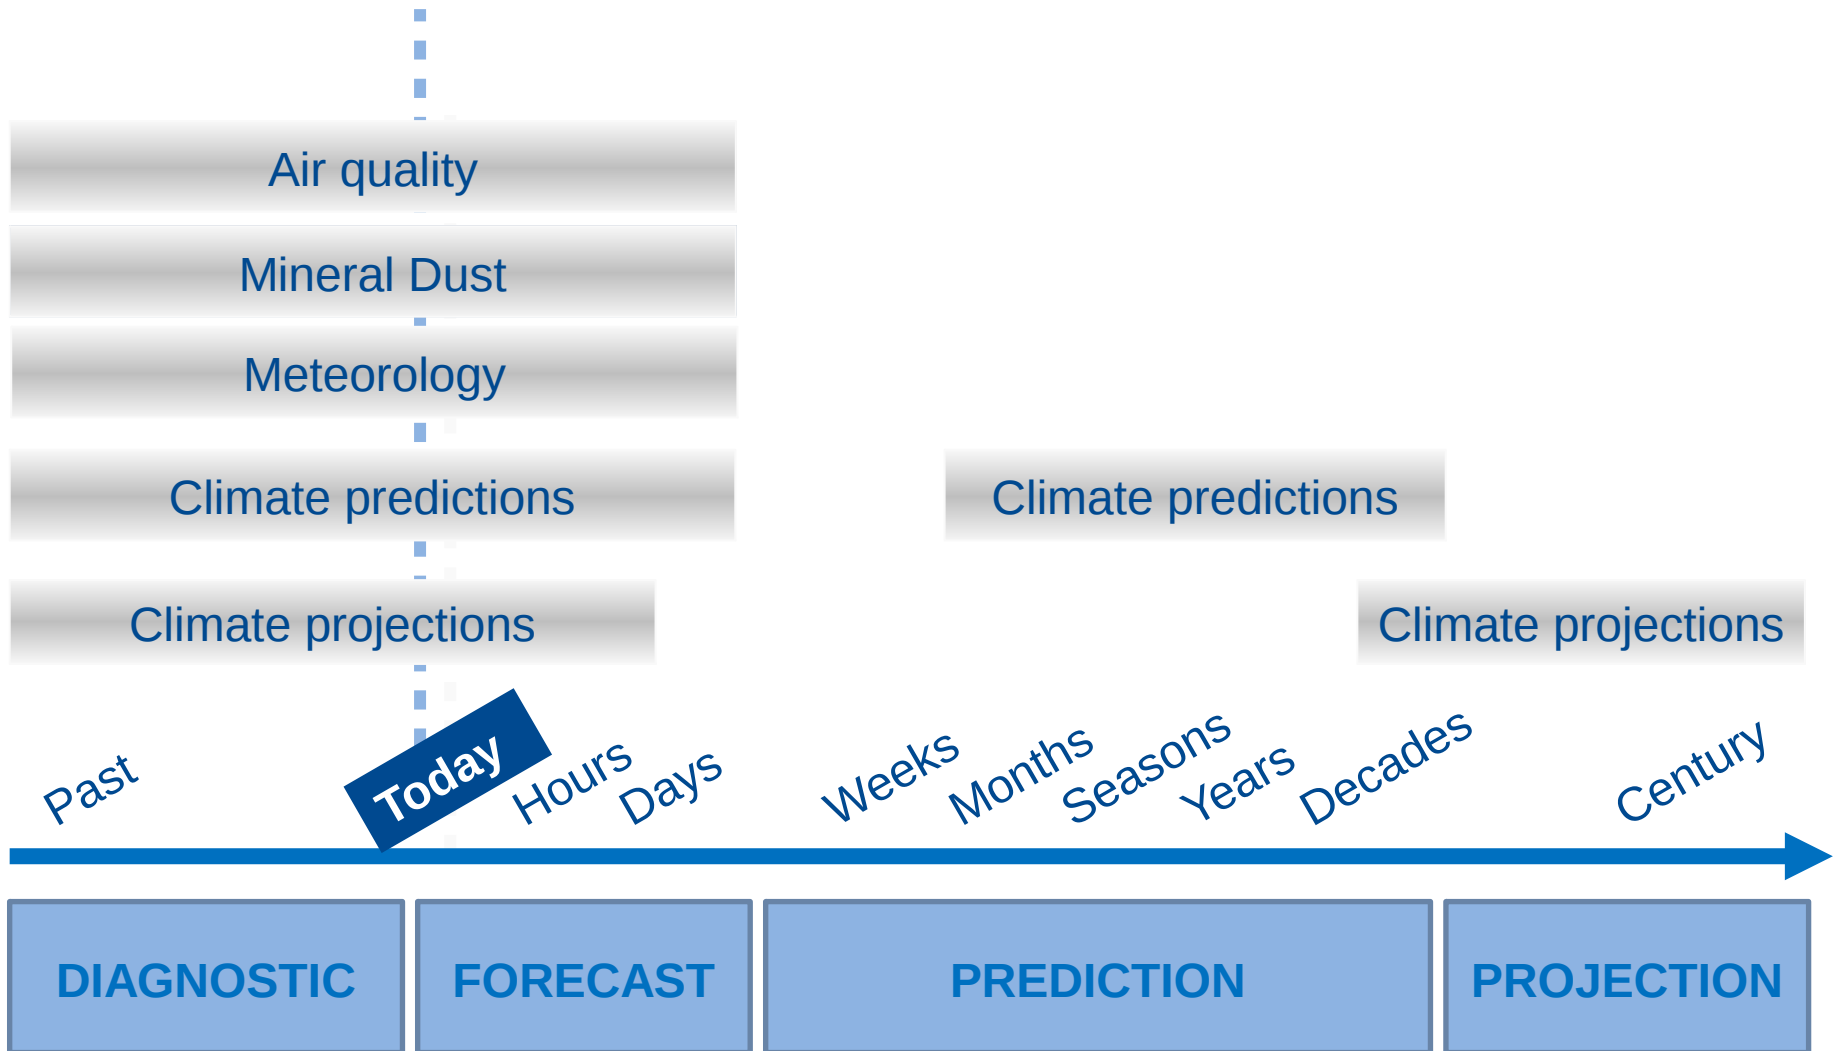 Air quality
Mineral Dust
Meteorology
Climate predictions
Climate predictions
Climate projections
Climate projections
Past
Today
Hours
Days
Weeks
Months
Seasons
Years
Decades
Century
DIAGNOSTIC
FORECAST
PREDICTION
PROJECTION